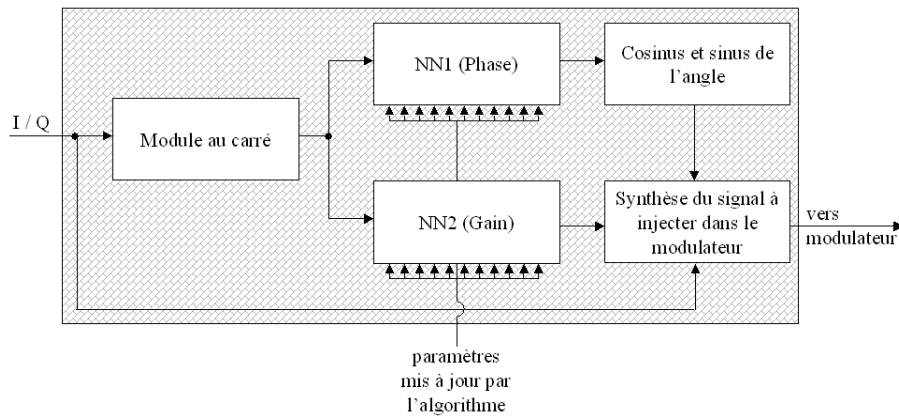 I / Q
Module au carré
NN1 (Phase)
Cosinus et sinus de
l'angle
NN2 (Gain)
Synthèse du signal à
injecter dans le
modulateur
vers
modulateur
paramètres
mis à jour par
l'algorithme